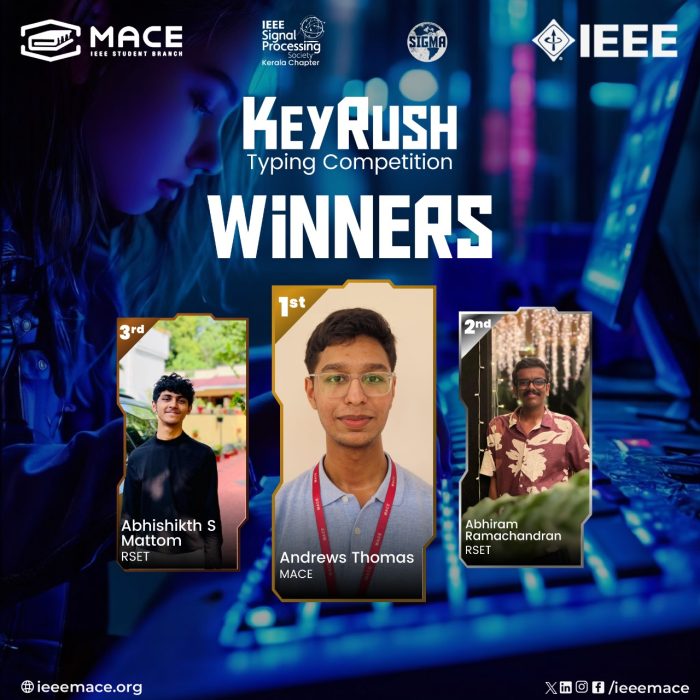 MACE
IEEE STUDENT BRANCH
IEEE
Signal
Processing
Society
Kerala Chapter
SIGMA
IEEE
KEYRUSH
Typing Competition
WiNNERS
3rd
Abhishikth S
Mattom
RSET
1st
MACE
Andrews Thomas
MACE
2nd
Abhiram
Ramachandran
RSET
ieeemace.org
/ieeemace